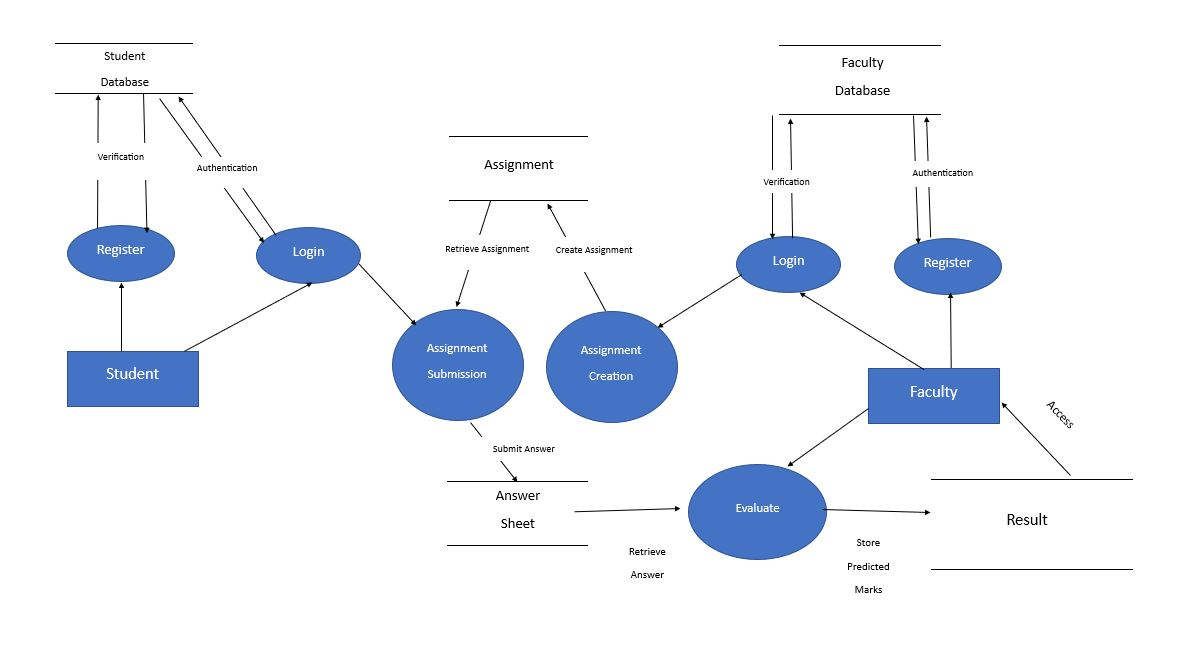 Student
Database
Faculty
Database
Verification
Authentication
Assignment
Verification
Authentication
Register
Login
Retrieve Assignment
Create Assignment
Login
Register
Assignment
Submission
Assignment
Creation
Student
Faculty
Access
Submit Answer
Answer
Sheet
Evaluate
Result
Retrieve
Answer
Store
Predicted
Marks